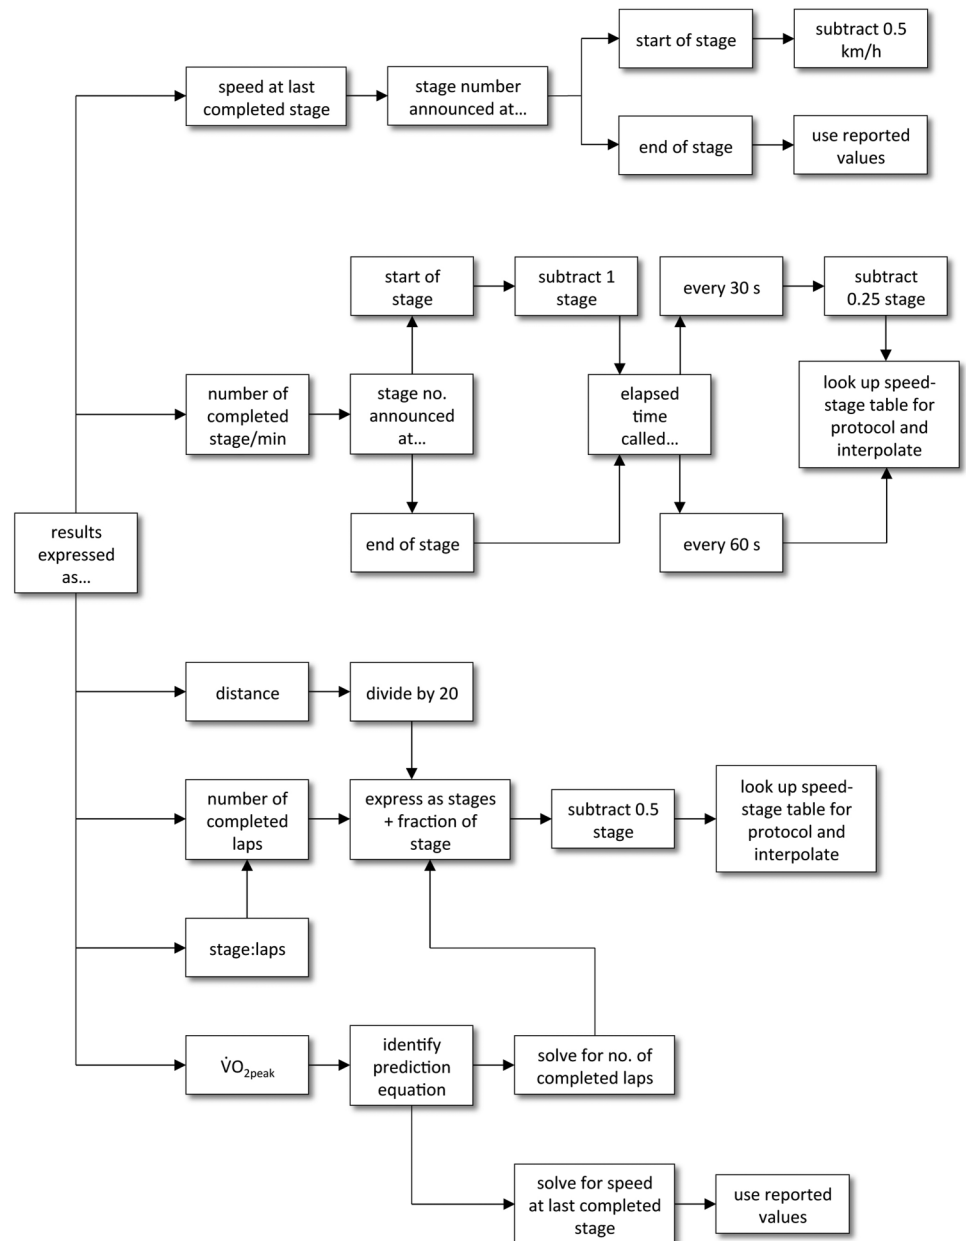 start of stage
subtract 0.5
km/h
speed at last
completed stage
stage number
announced at...
end of stage
use reported
values
start of
stage
subtract 1
stage
every 30 s
subtract
0.25 stage
number of
completed
stage/min
stage no.
announced
at...
elapsed
time
called...
look up speed-
stage table for
protocol and
interpolate
end of stage
every 60 s
results
expressed
as...
distance
divide by 20
number of
completed
laps
express as stages
+ fraction of
stage
subtract 0.5
stage
look up speed-
stage table for
protocol and
interpolate
stage:laps
V̇O2peak
identify
prediction
equation
solve for no. of
completed laps
solve for speed
at last completed
stage
use reported
values